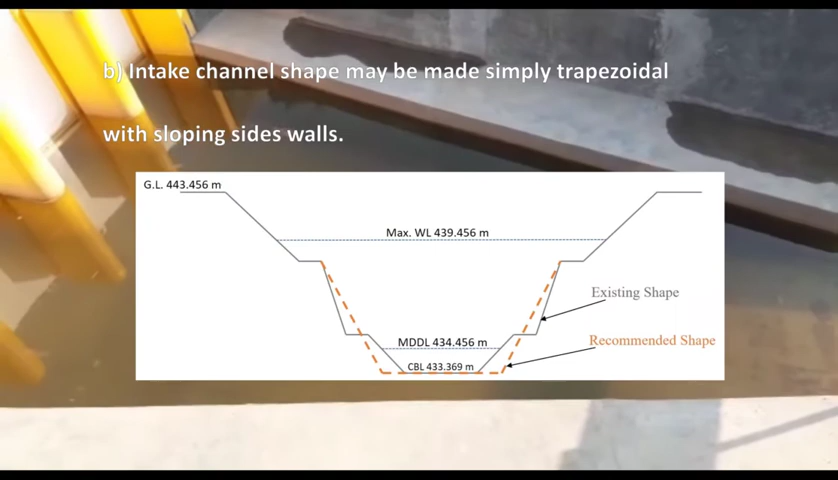 b) Intake channel shape may be made simply trapezoidal
with sloping sides walls.
G.L. 443.456 m
Max. WL 439.456 m
Existing Shape
MDDL 434.456 m
Recommended Shape
CBL 433.369 m